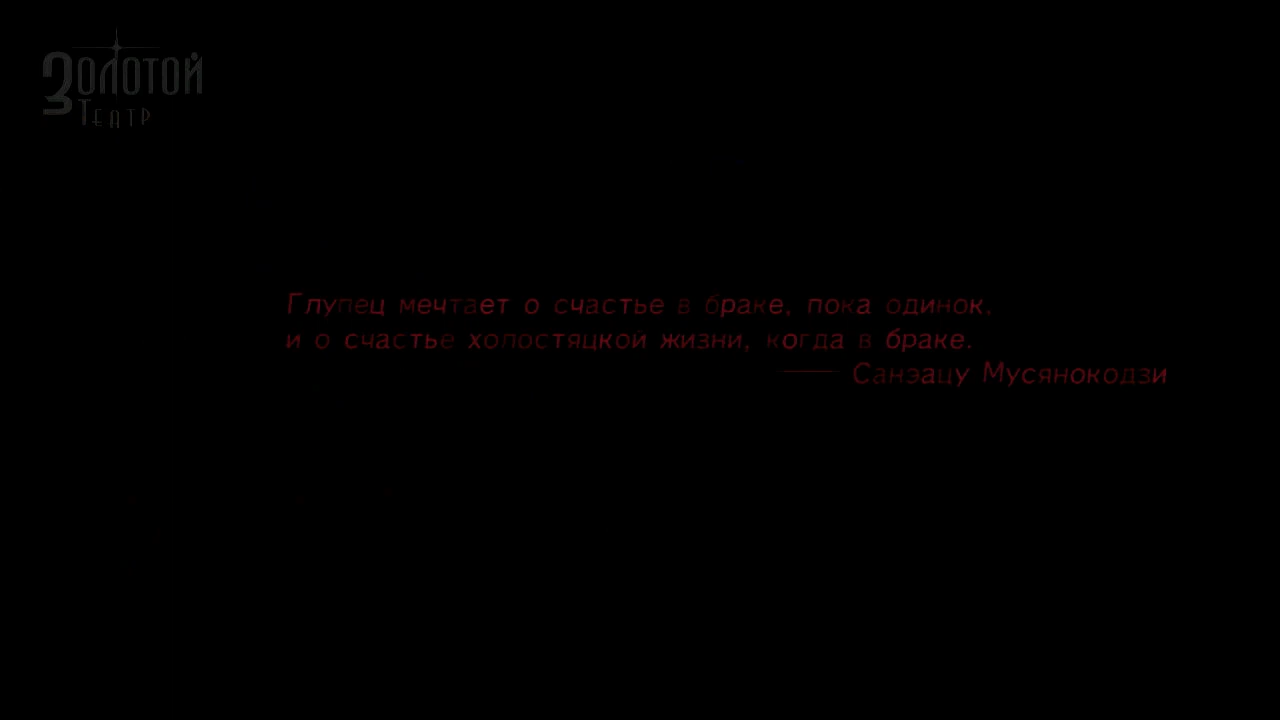 Золотой
Театр
Глупец мечтает о счастье в браке, пока одинок,
и о счастье холостяцкой жизни, когда в браке.
—— Санэацу Мусянокодзи